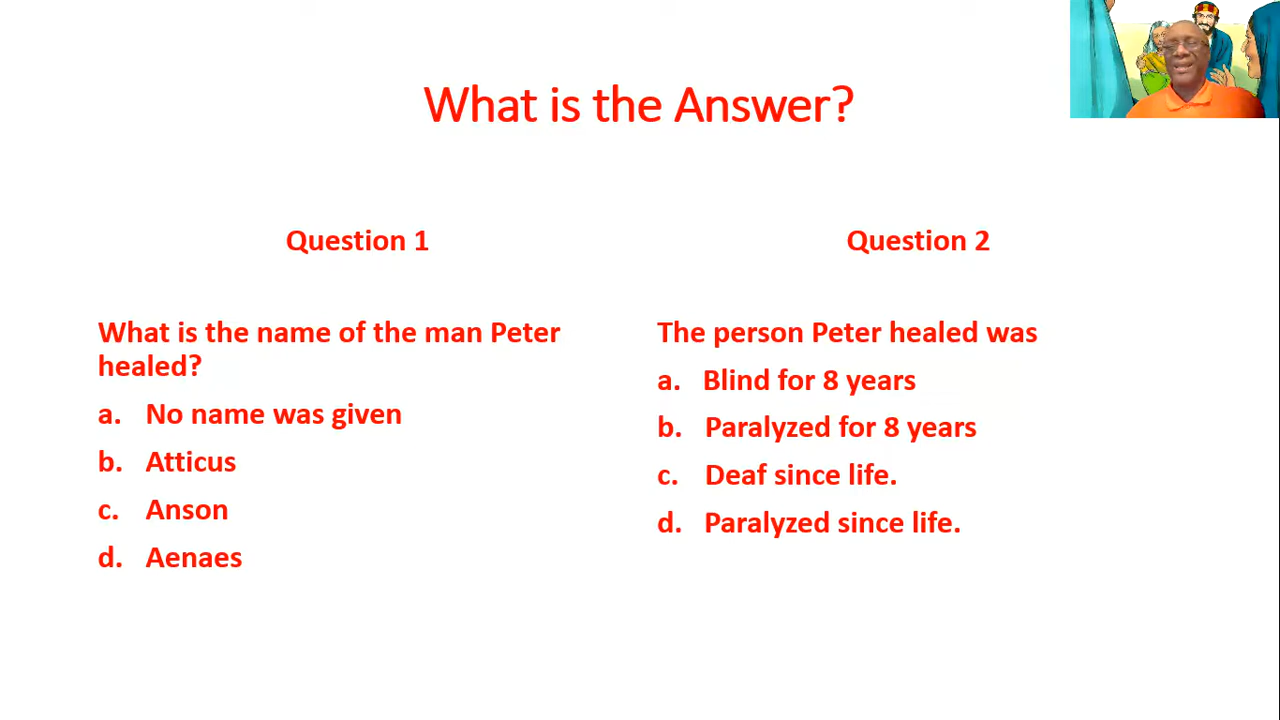 What is the Answer?
Question 1
What is the name of the man Peter
healed?
a. No name was given
b. Atticus
c. Anson
d. Aenaes
Question 2
The person Peter healed was
a. Blind for 8 years
b. Paralyzed for 8 years
c. Deaf since life.
d. Paralyzed since life.